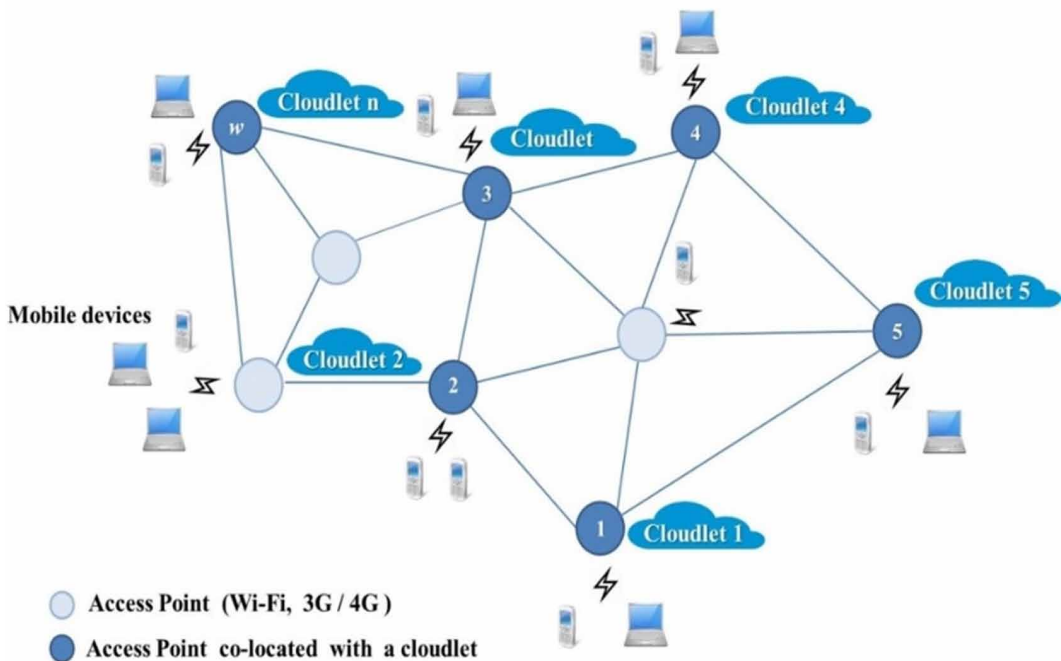 Cloudlet n
w
Cloudlet
3
Cloudlet 4
4
Cloudlet 5
5
Mobile devices
Cloudlet 2
2
1
Cloudlet 1
Access Point (Wi-Fi, 3G / 4G )
Access Point co-located with a cloudlet